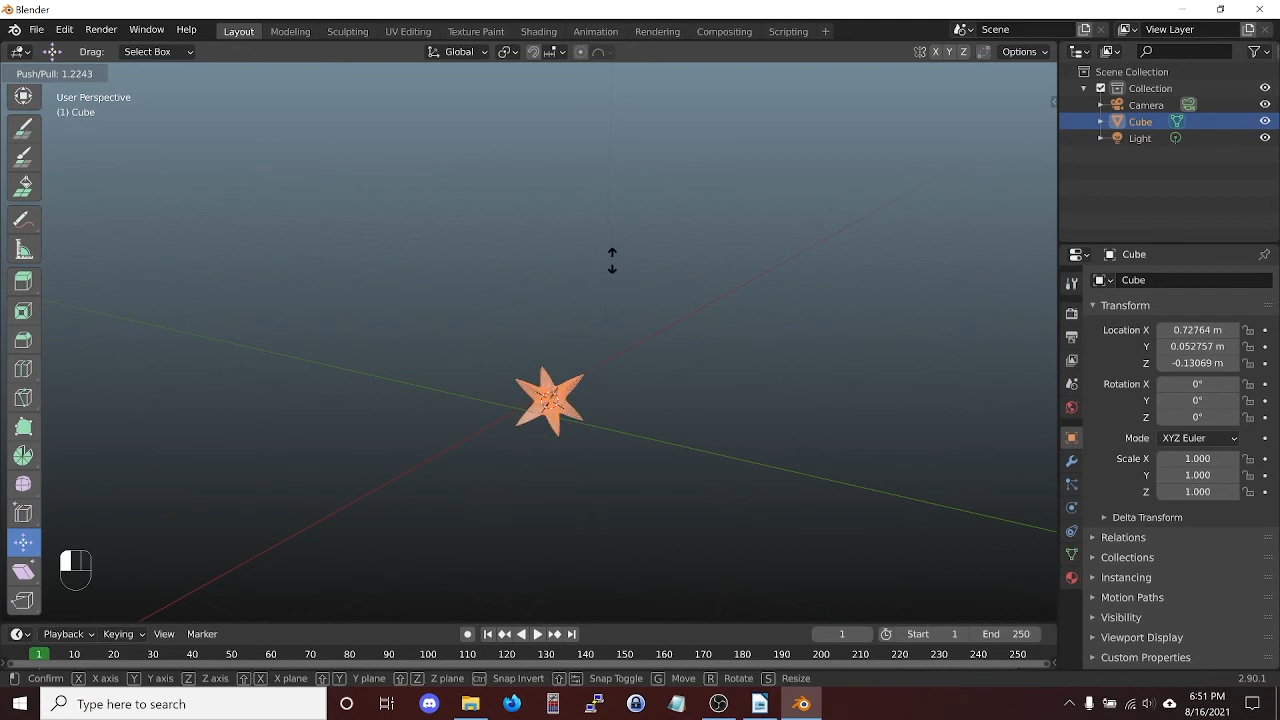 Blender
File Edit Render Window Help
Layout Modeling Sculpting UV Editing Texture Paint Shading Animation Rendering Compositing Scripting +
Scene
View Layer
Drag: Select Box
Global
X Y Z
Options
Push/Pull: 1.2243
User Perspective
(1) Cube
Scene Collection
Collection
Camera
Cube
Light
Cube
Cube
Transform
Location X 0.72764 m
Y 0.052757 m
Z -0.13069 m
Rotation X 0°
Y 0°
Z 0°
Mode XYZ Euler
Scale X 1.000
Y 1.000
Z 1.000
Delta Transform
Relations
Collections
Instancing
Motion Paths
Visibility
Viewport Display
Custom Properties
Playback Keying View Marker
1
Start 1
End 250
1 10 20 30 40 50 60 70 80 90 100 110 120 130 140 150 160 170 180 190 200 210 220 230 240 250
Confirm X X axis Y Y axis Z Z axis X X plane Y Y plane Z Z plane Ctrl Snap Invert Snap Toggle G Move R Rotate S Resize
2.90.1
Type here to search
6:51 PM
8/16/2021